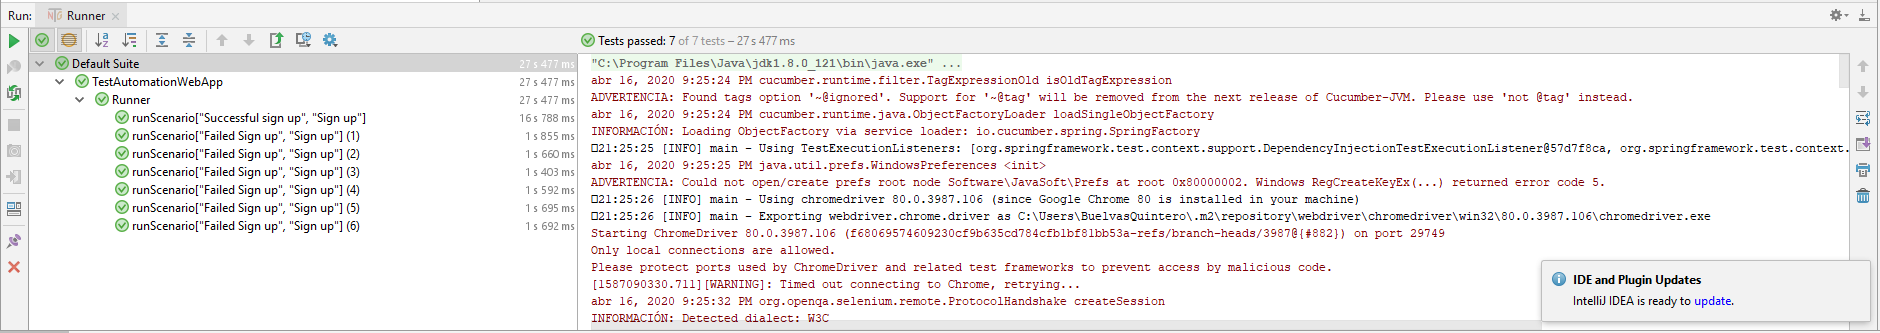 Run: Runner
Tests passed: 7 of 7 tests – 27 s 477 ms
Default Suite 27 s 477 ms
TestAutomationWebApp 27 s 477 ms
Runner 27 s 477 ms
runScenario["Successful sign up", "Sign up"] 16 s 788 ms
runScenario["Failed Sign up", "Sign up"] (1) 1 s 855 ms
runScenario["Failed Sign up", "Sign up"] (2) 1 s 660 ms
runScenario["Failed Sign up", "Sign up"] (3) 1 s 403 ms
runScenario["Failed Sign up", "Sign up"] (4) 1 s 592 ms
runScenario["Failed Sign up", "Sign up"] (5) 1 s 695 ms
runScenario["Failed Sign up", "Sign up"] (6) 1 s 692 ms
"C:\Program Files\Java\jdk1.8.0_121\bin\java.exe" ...
abr 16, 2020 9:25:24 PM cucumber.runtime.filter.TagExpressionOld isOldTagExpression
ADVERTENCIA: Found tags option '~@ignored'. Support for '~@tag' will be removed from the next release of Cucumber-JVM. Please use 'not @tag' instead.
abr 16, 2020 9:25:24 PM cucumber.runtime.java.ObjectFactoryLoader loadSingleObjectFactory
INFORMACIÓN: Loading ObjectFactory via service loader: io.cucumber.spring.SpringFactory
21:25:25 [INFO] main - Using TestExecutionListeners: [org.springframework.test.context.support.DependencyInjectionTestExecutionListener@57d7f8ca, org.springframework.test.context.
abr 16, 2020 9:25:25 PM java.util.prefs.WindowsPreferences <init>
ADVERTENCIA: Could not open/create prefs root node Software\JavaSoft\Prefs at root 0x80000002. Windows RegCreateKeyEx(...) returned error code 5.
21:25:26 [INFO] main - Using chromedriver 80.0.3987.106 (since Google Chrome 80 is installed in your machine)
21:25:26 [INFO] main - Exporting webdriver.chrome.driver as C:\Users\BuelvasQuintero\.m2\repository\webdriver\chromedriver\win32\80.0.3987.106\chromedriver.exe
Starting ChromeDriver 80.0.3987.106 (f68069574609230cf9b635cd784cfb1bf81bb53a-refs/branch-heads/3987@{#882}) on port 29749
Only local connections are allowed.
Please protect ports used by ChromeDriver and related test frameworks to prevent access by malicious code.
[1587090330.711][WARNING]: Timed out connecting to Chrome, retrying...
abr 16, 2020 9:25:32 PM org.openqa.selenium.remote.ProtocolHandshake createSession
INFORMACIÓN: Detected dialect: W3C
IDE and Plugin Updates
IntelliJ IDEA is ready to update.